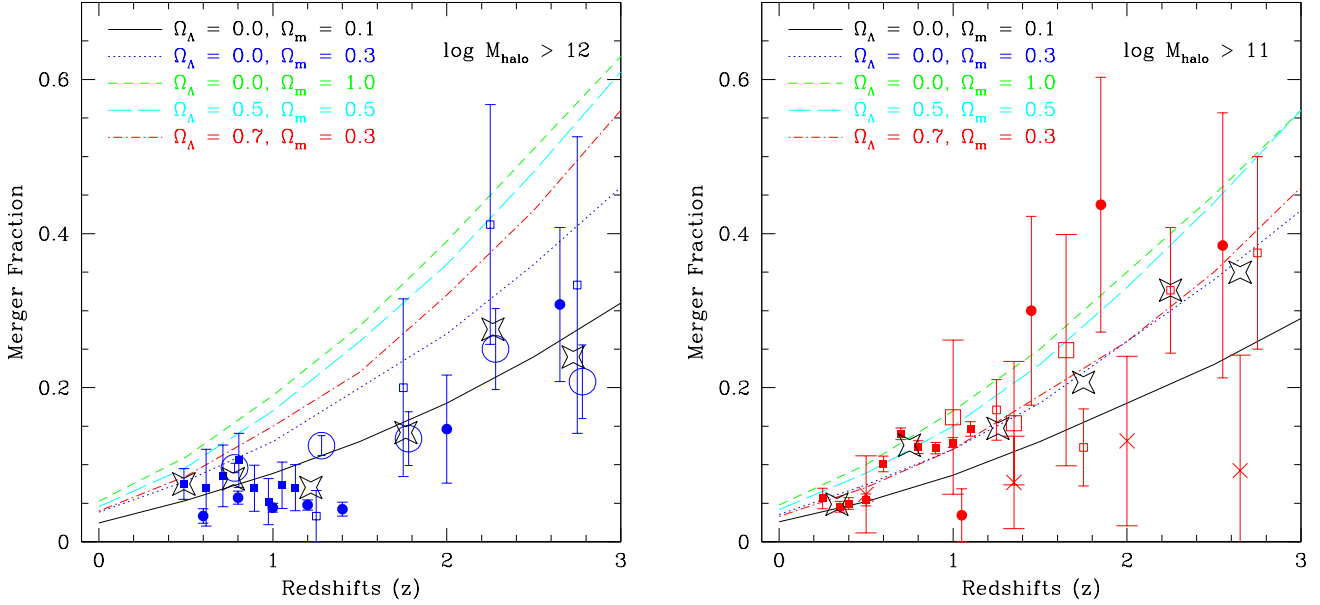 Ω_Λ = 0.0, Ω_m = 0.1
Ω_Λ = 0.0, Ω_m = 0.3
Ω_Λ = 0.0, Ω_m = 1.0
Ω_Λ = 0.5, Ω_m = 0.5
Ω_Λ = 0.7, Ω_m = 0.3
log M_halo > 12
Merger Fraction
0.6
0.4
0.2
0
0 1 2 3
Redshifts (z)
Ω_Λ = 0.0, Ω_m = 0.1
Ω_Λ = 0.0, Ω_m = 0.3
Ω_Λ = 0.0, Ω_m = 1.0
Ω_Λ = 0.5, Ω_m = 0.5
Ω_Λ = 0.7, Ω_m = 0.3
log M_halo > 11
Merger Fraction
0.6
0.4
0.2
0
0 1 2 3
Redshifts (z)